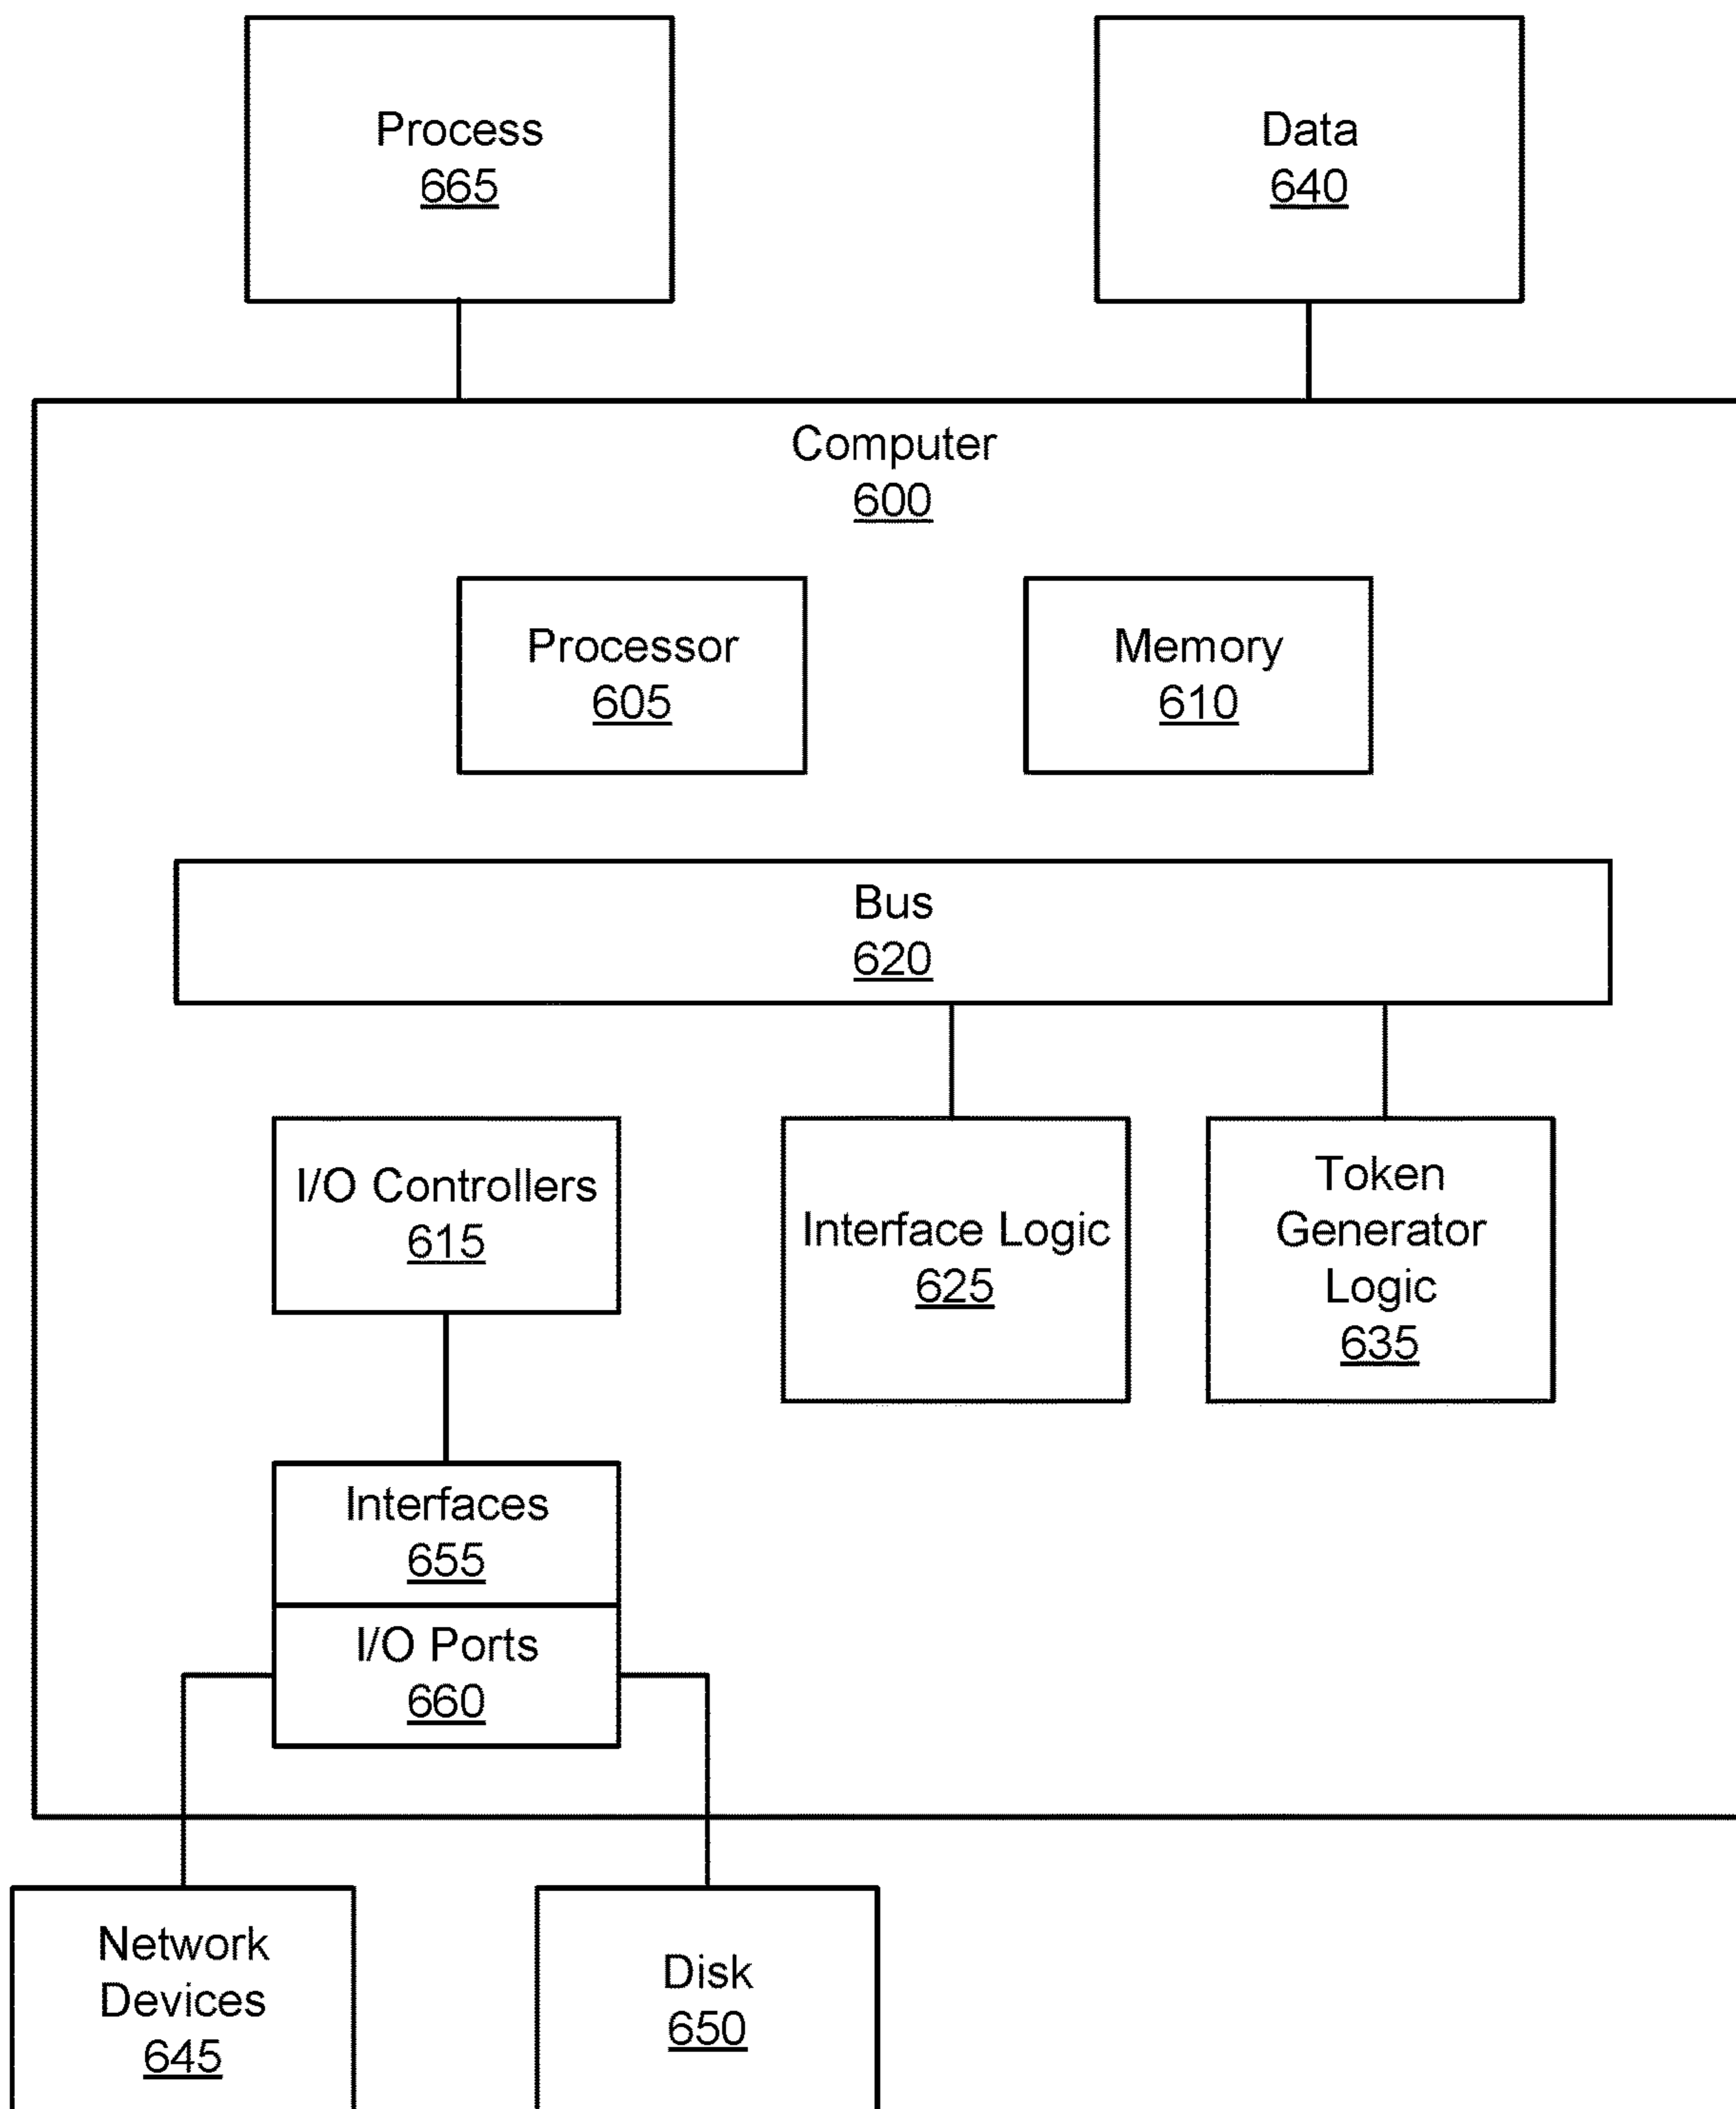 Process
665
Data
640
Computer
600
Processor
605
Memory
610
Bus
620
I/O Controllers
615
Interface Logic
625
Token
Generator
Logic
635
Interfaces
655
I/O Ports
660
Network
Devices
645
Disk
650